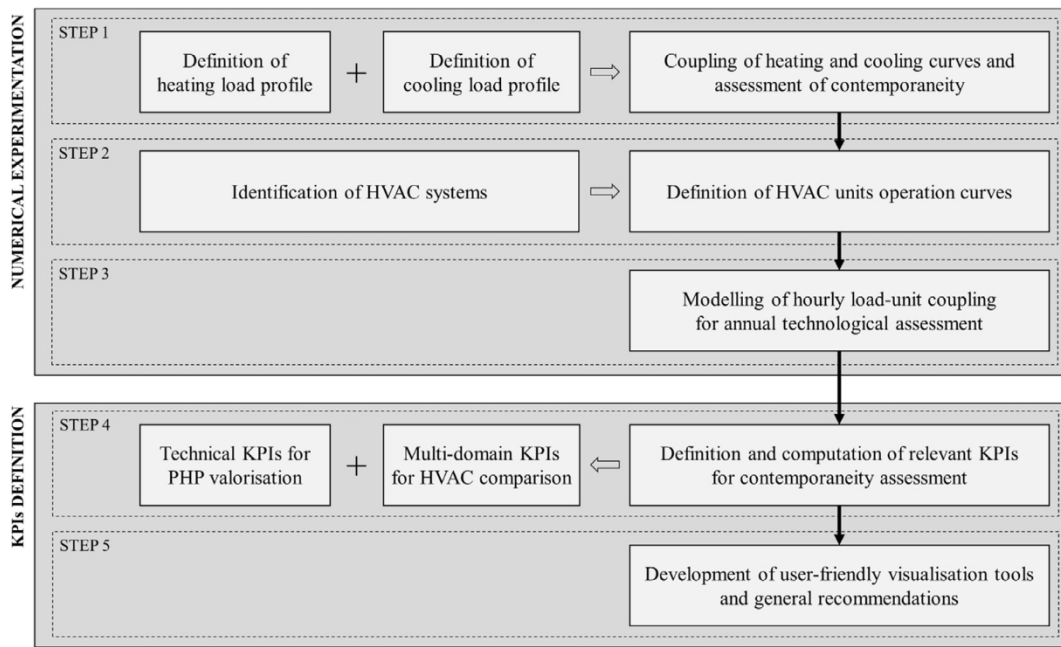 NUMERICAL EXPERIMENTATION
STEP 1
Definition of
heating load profile
+
Definition of
cooling load profile
Coupling of heating and cooling curves and
assessment of contemporaneity
STEP 2
Identification of HVAC systems
Definition of HVAC units operation curves
STEP 3
Modelling of hourly load-unit coupling
for annual technological assessment
KPIs DEFINITION
STEP 4
Technical KPIs for
PHP valorisation
+
Multi-domain KPIs
for HVAC comparison
Definition and computation of relevant KPIs
for contemporaneity assessment
STEP 5
Development of user-friendly visualisation tools
and general recommendations